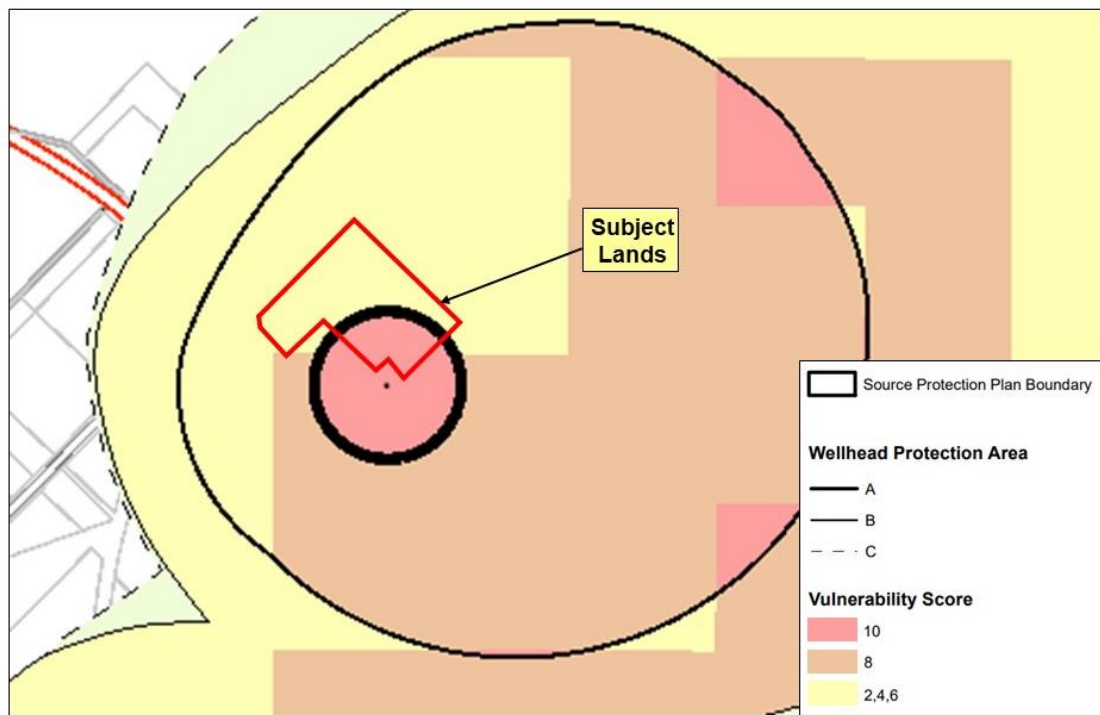 Subject
Lands
Source Protection Plan Boundary
Wellhead Protection Area
A
B
C
Vulnerability Score
10
8
2,4,6